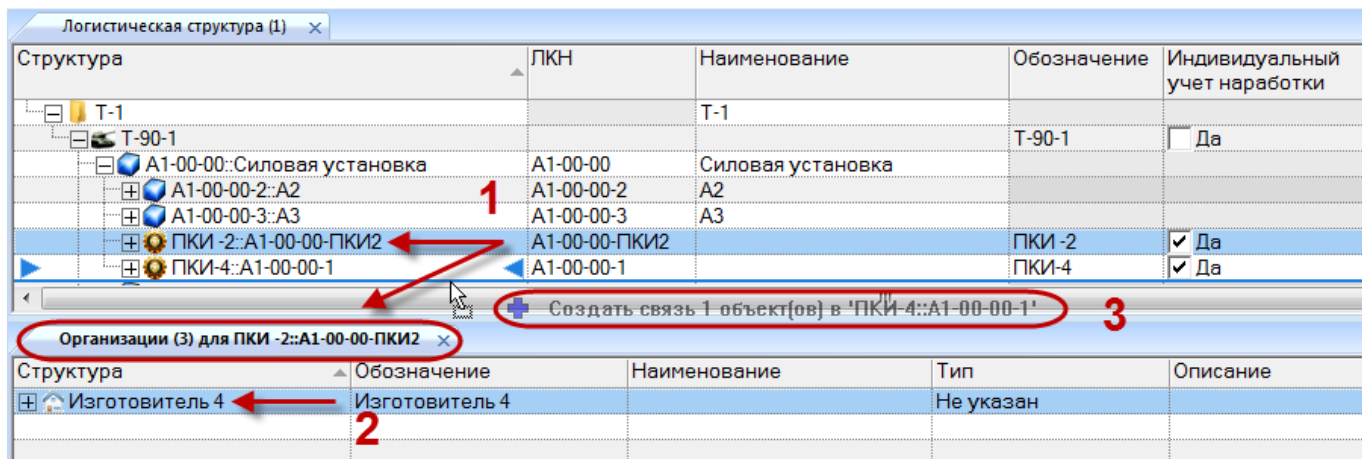 Логистическая структура (1)
Структура ЛКН Наименование Обозначение Индивидуальный
учет наработки
Т-1 Т-1
Т-90-1 Т-90-1 Да
А1-00-00::Силовая установка А1-00-00 Силовая установка
А1-00-00-2::А2 А1-00-00-2 А2
1
А1-00-00-3::А3 А1-00-00-3 А3
ПКИ -2::А1-00-00-ПКИ2 А1-00-00-ПКИ2 ПКИ -2 Да
ПКИ-4::А1-00-00-1 А1-00-00-1 ПКИ-4 Да
Создать связь 1 объект(ов) в 'ПКИ-4::А1-00-00-1' 3
Организации (3) для ПКИ -2::А1-00-00-ПКИ2
Структура Обозначение Наименование Тип Описание
Изготовитель 4 Изготовитель 4 Не указан
2